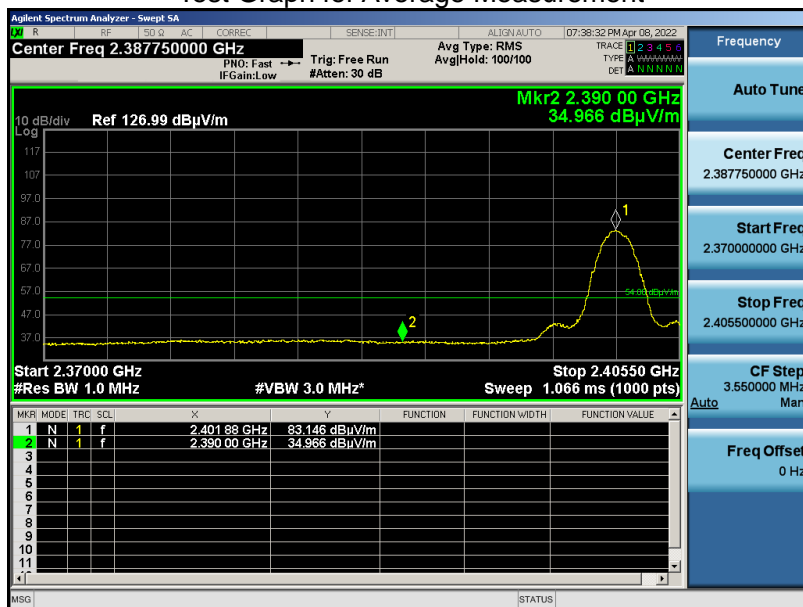 Test Graph for Average Measurement
Agilent Spectrum Analyzer - Swept SA
LXI R RF 50 Ω AC CORREC SENSE:INT ALIGN AUTO 07:38:32 PM Apr 08, 2022
Center Freq 2.387750000 GHz
PNO: Fast
IFGain:Low
Trig: Free Run
#Atten: 30 dB
Avg Type: RMS
Avg|Hold: 100/100
TRACE 1 2 3 4 5 6
TYPE A WWWWW
DET A N N N N N
Mkr2 2.390 00 GHz
34.966 dBµV/m
10 dB/div Ref 126.99 dBµV/m
Log
117
107
97.0
87.0
77.0
67.0
57.0
47.0
37.0
1
54.00 dBµV/m
2
Start 2.37000 GHz Stop 2.40550 GHz
#Res BW 1.0 MHz #VBW 3.0 MHz* Sweep 1.066 ms (1000 pts)
MKR MODE TRC SCL X Y FUNCTION FUNCTION WIDTH FUNCTION VALUE
1 N 1 f 2.401 88 GHz 83.146 dBµV/m
2 N 1 f 2.390 00 GHz 34.966 dBµV/m
3
4
5
6
7
8
9
10
11
MSG STATUS
Frequency
Auto Tune
Center Freq
2.387750000 GHz
Start Freq
2.370000000 GHz
Stop Freq
2.405500000 GHz
CF Step
3.550000 MHz
Auto Man
Freq Offset
0 Hz